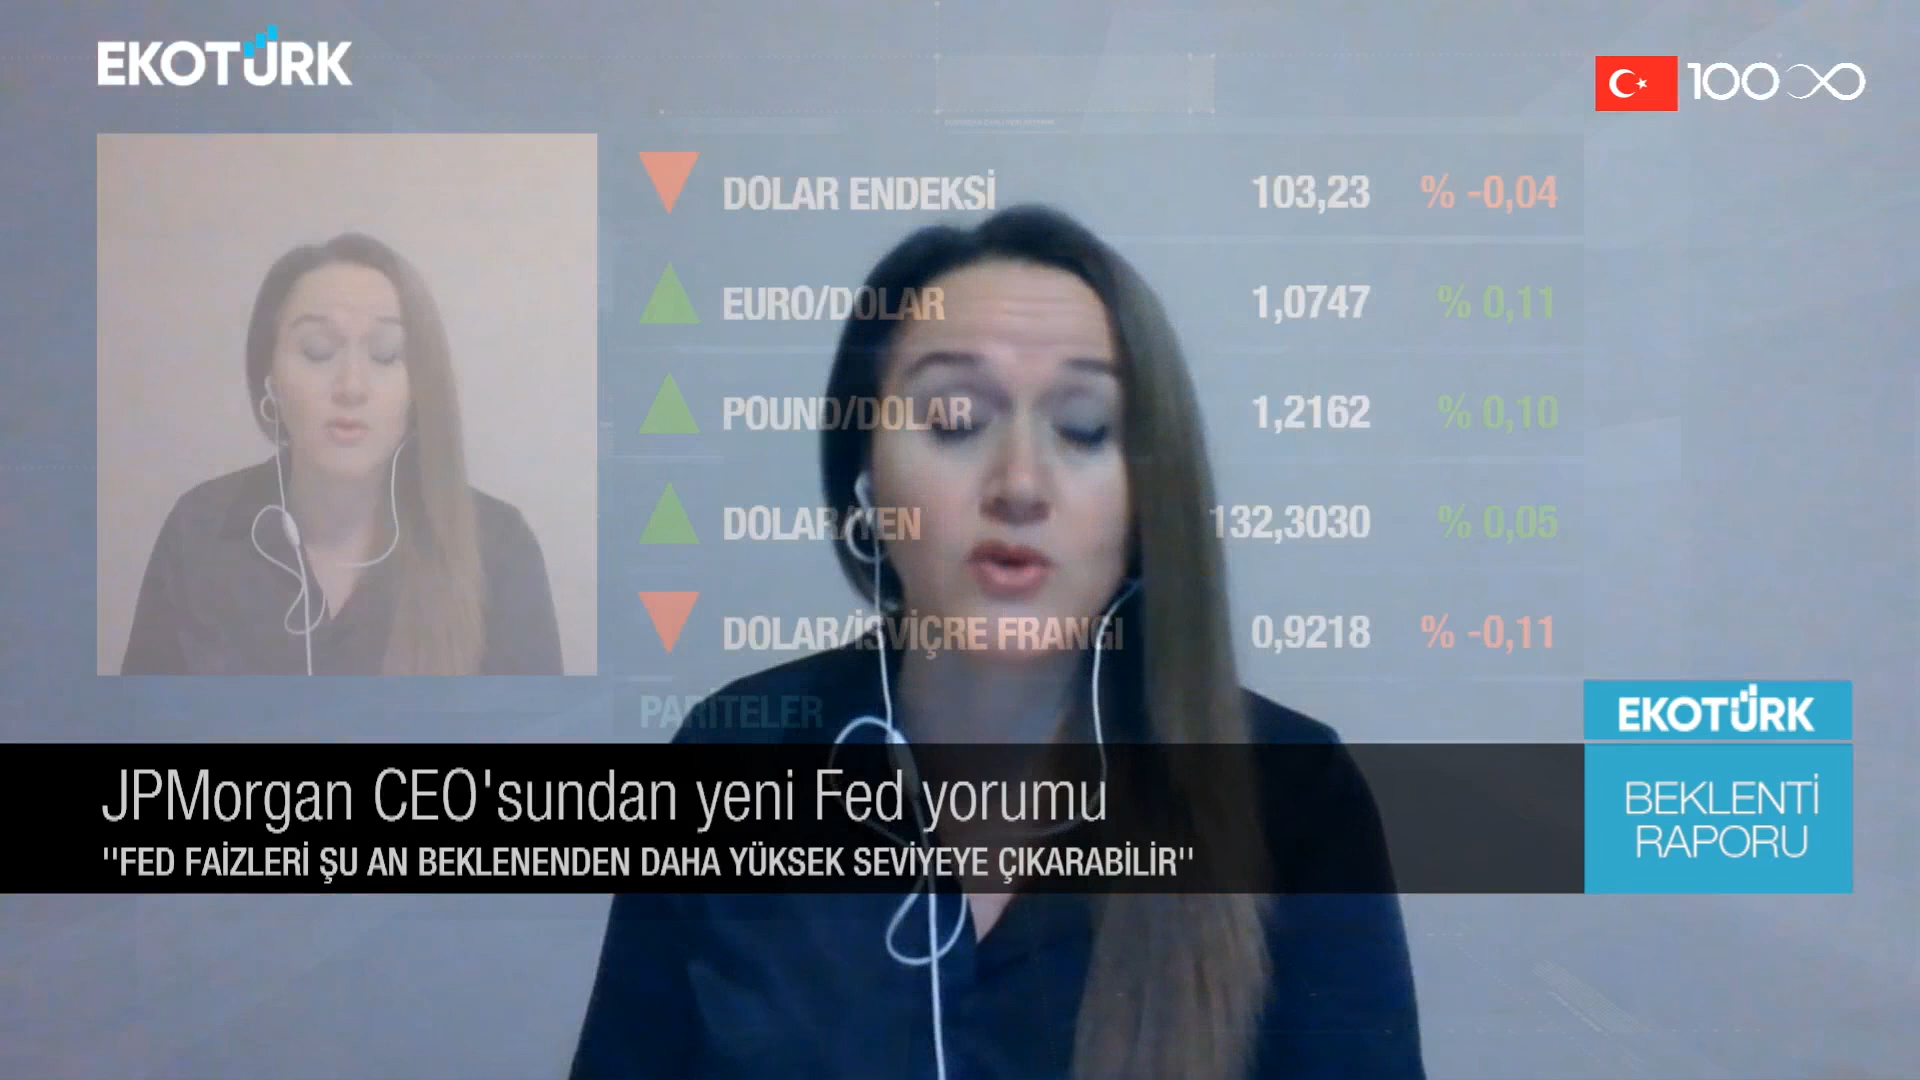 EKOTÜRK
100
DOLAR ENDEKSİ 103,23 % -0,04
EURO/DOLAR 1,0747 % 0,11
POUND/DOLAR 1,2162 % 0,10
DOLAR/YEN 132,3030 % 0,05
DOLAR/İSVİÇRE FRANGI 0,9218 % -0,11
PARİTELER
EKOTÜRK
BEKLENTİ
RAPORU
JPMorgan CEO'sundan yeni Fed yorumu
''FED FAİZLERİ ŞU AN BEKLENENDEN DAHA YÜKSEK SEVİYEYE ÇIKARABİLİR''